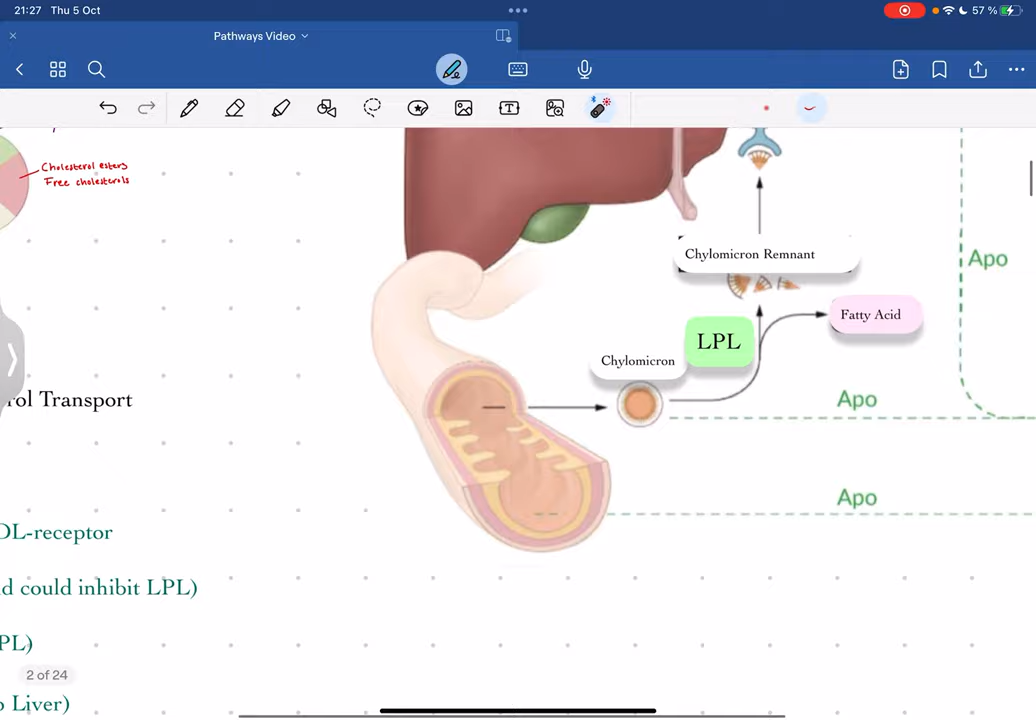 21:27 Thu 5 Oct
57 %
Pathways Video
Cholesterol esters
Free cholesterols
Chylomicron Remnant
Apo
Fatty Acid
LPL
Chylomicron
rol Transport
Apo
Apo
DL-receptor
d could inhibit LPL)
PL)
2 of 24
o Liver)